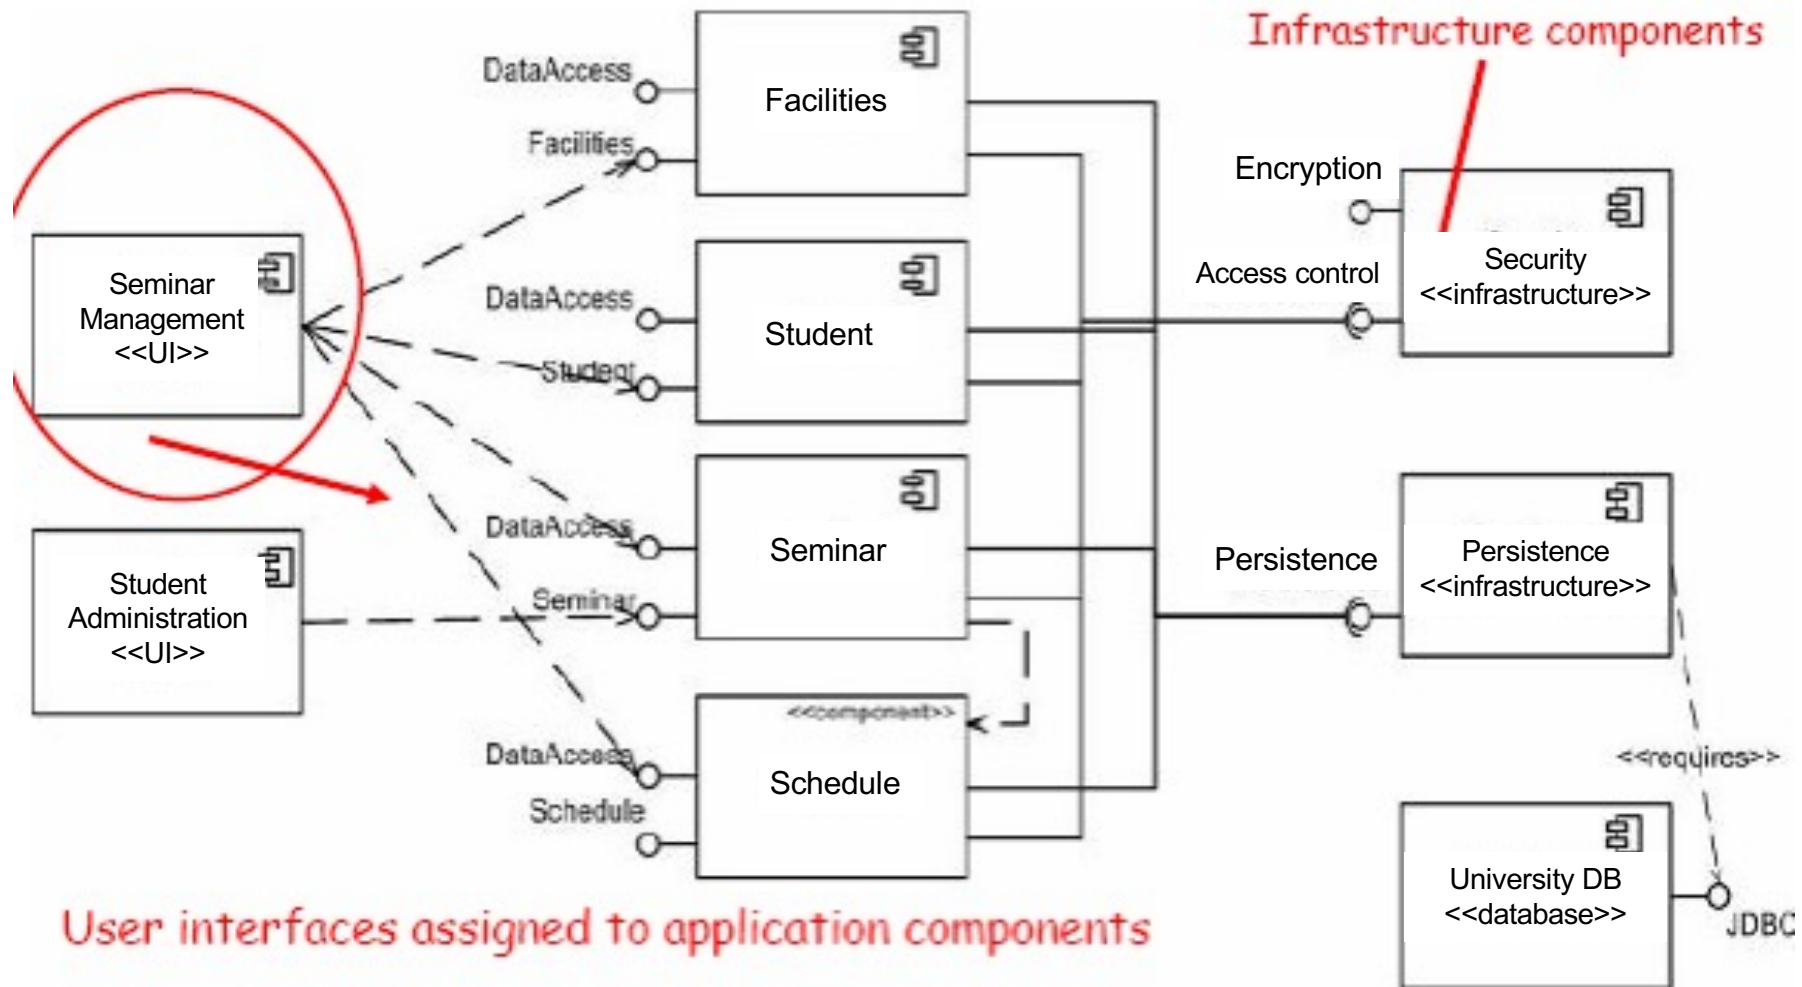 Infrastructure components
DataAccess
Facilities
Facilities
Encryption
Access control
Security
<<infrastructure>>
Seminar
Management
<<UI>>
DataAccess
Student
Student
DataAccess
Seminar
Seminar
Persistence
Persistence
<<infrastructure>>
Student
Administration
<<UI>>
<<component>>
DataAccess
Schedule
Schedule
<<requires>>
University DB
<<database>>
JDBC
User interfaces assigned to application components